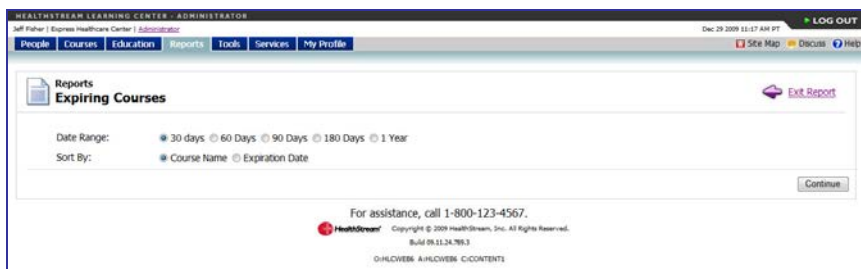 HEALTHSTREAM LEARNING CENTER - ADMINISTRATOR
LOG OUT
Jeff Fisher | Express Healthcare Center | Administrator
Dec 29 2009 11:17 AM PT
People Courses Education Reports Tools Services My Profile
Site Map Discuss Help
Reports
Expiring Courses
Exit Report
Date Range: 30 days 60 Days 90 Days 180 Days 1 Year
Sort By: Course Name Expiration Date
Continue
For assistance, call 1-800-123-4567.
HealthStream Copyright © 2009 HealthStream, Inc. All Rights Reserved.
Build 09.11.24.789.3
O:HLCWEB6 A:HLCWEB6 C:CONTENT1